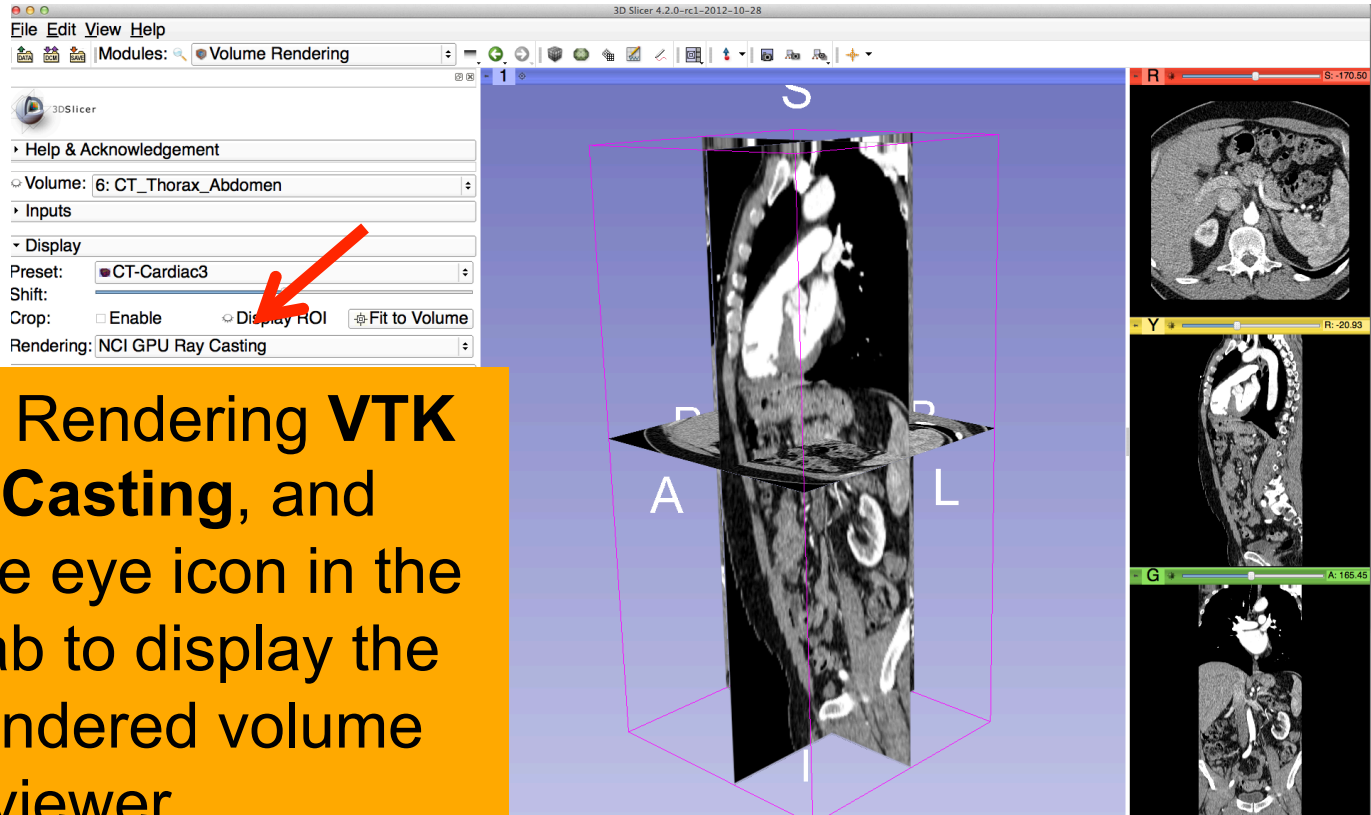 3D Slicer 4.2.0-rc1-2012-10-28
File Edit View Help
DATA DCM SAVE Modules: Volume Rendering
1
3DSlicer
Help & Acknowledgement
Volume: 6: CT_Thorax_Abdomen
Inputs
Display
Preset: CT-Cardiac3
Shift:
Crop: Enable Display ROI Fit to Volume
Rendering: NCI GPU Ray Casting
Rendering VTK
Casting, and
e eye icon in the
ab to display the
ndered volume
viewer
S
A
L
I
R S: -170.50
Y R: -20.93
G A: 165.45